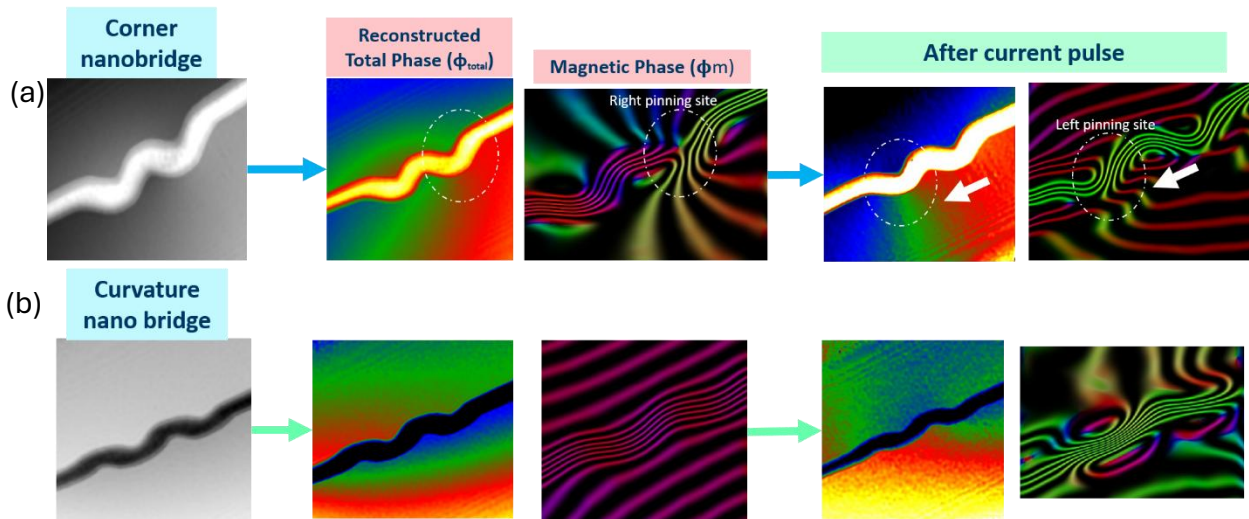 Corner
nanobridge
Reconstructed
Total Phase (ϕtotal)
Magnetic Phase (ϕm)
After current pulse
(a)
Right pinning site
Left pinning site
(b)
Curvature
nano bridge